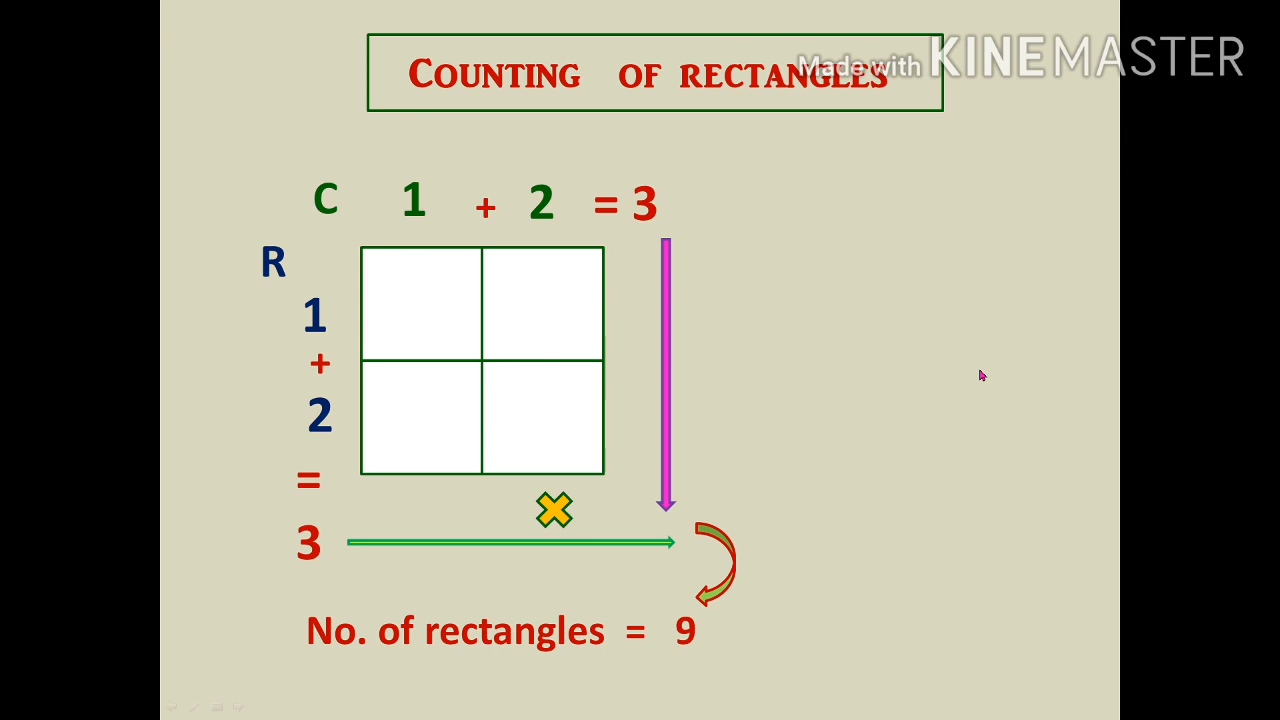 Made with KINEMASTER
COUNTING OF RECTANGLES
C 1 + 2 = 3
R
1
+
2
=
3
No. of rectangles = 9